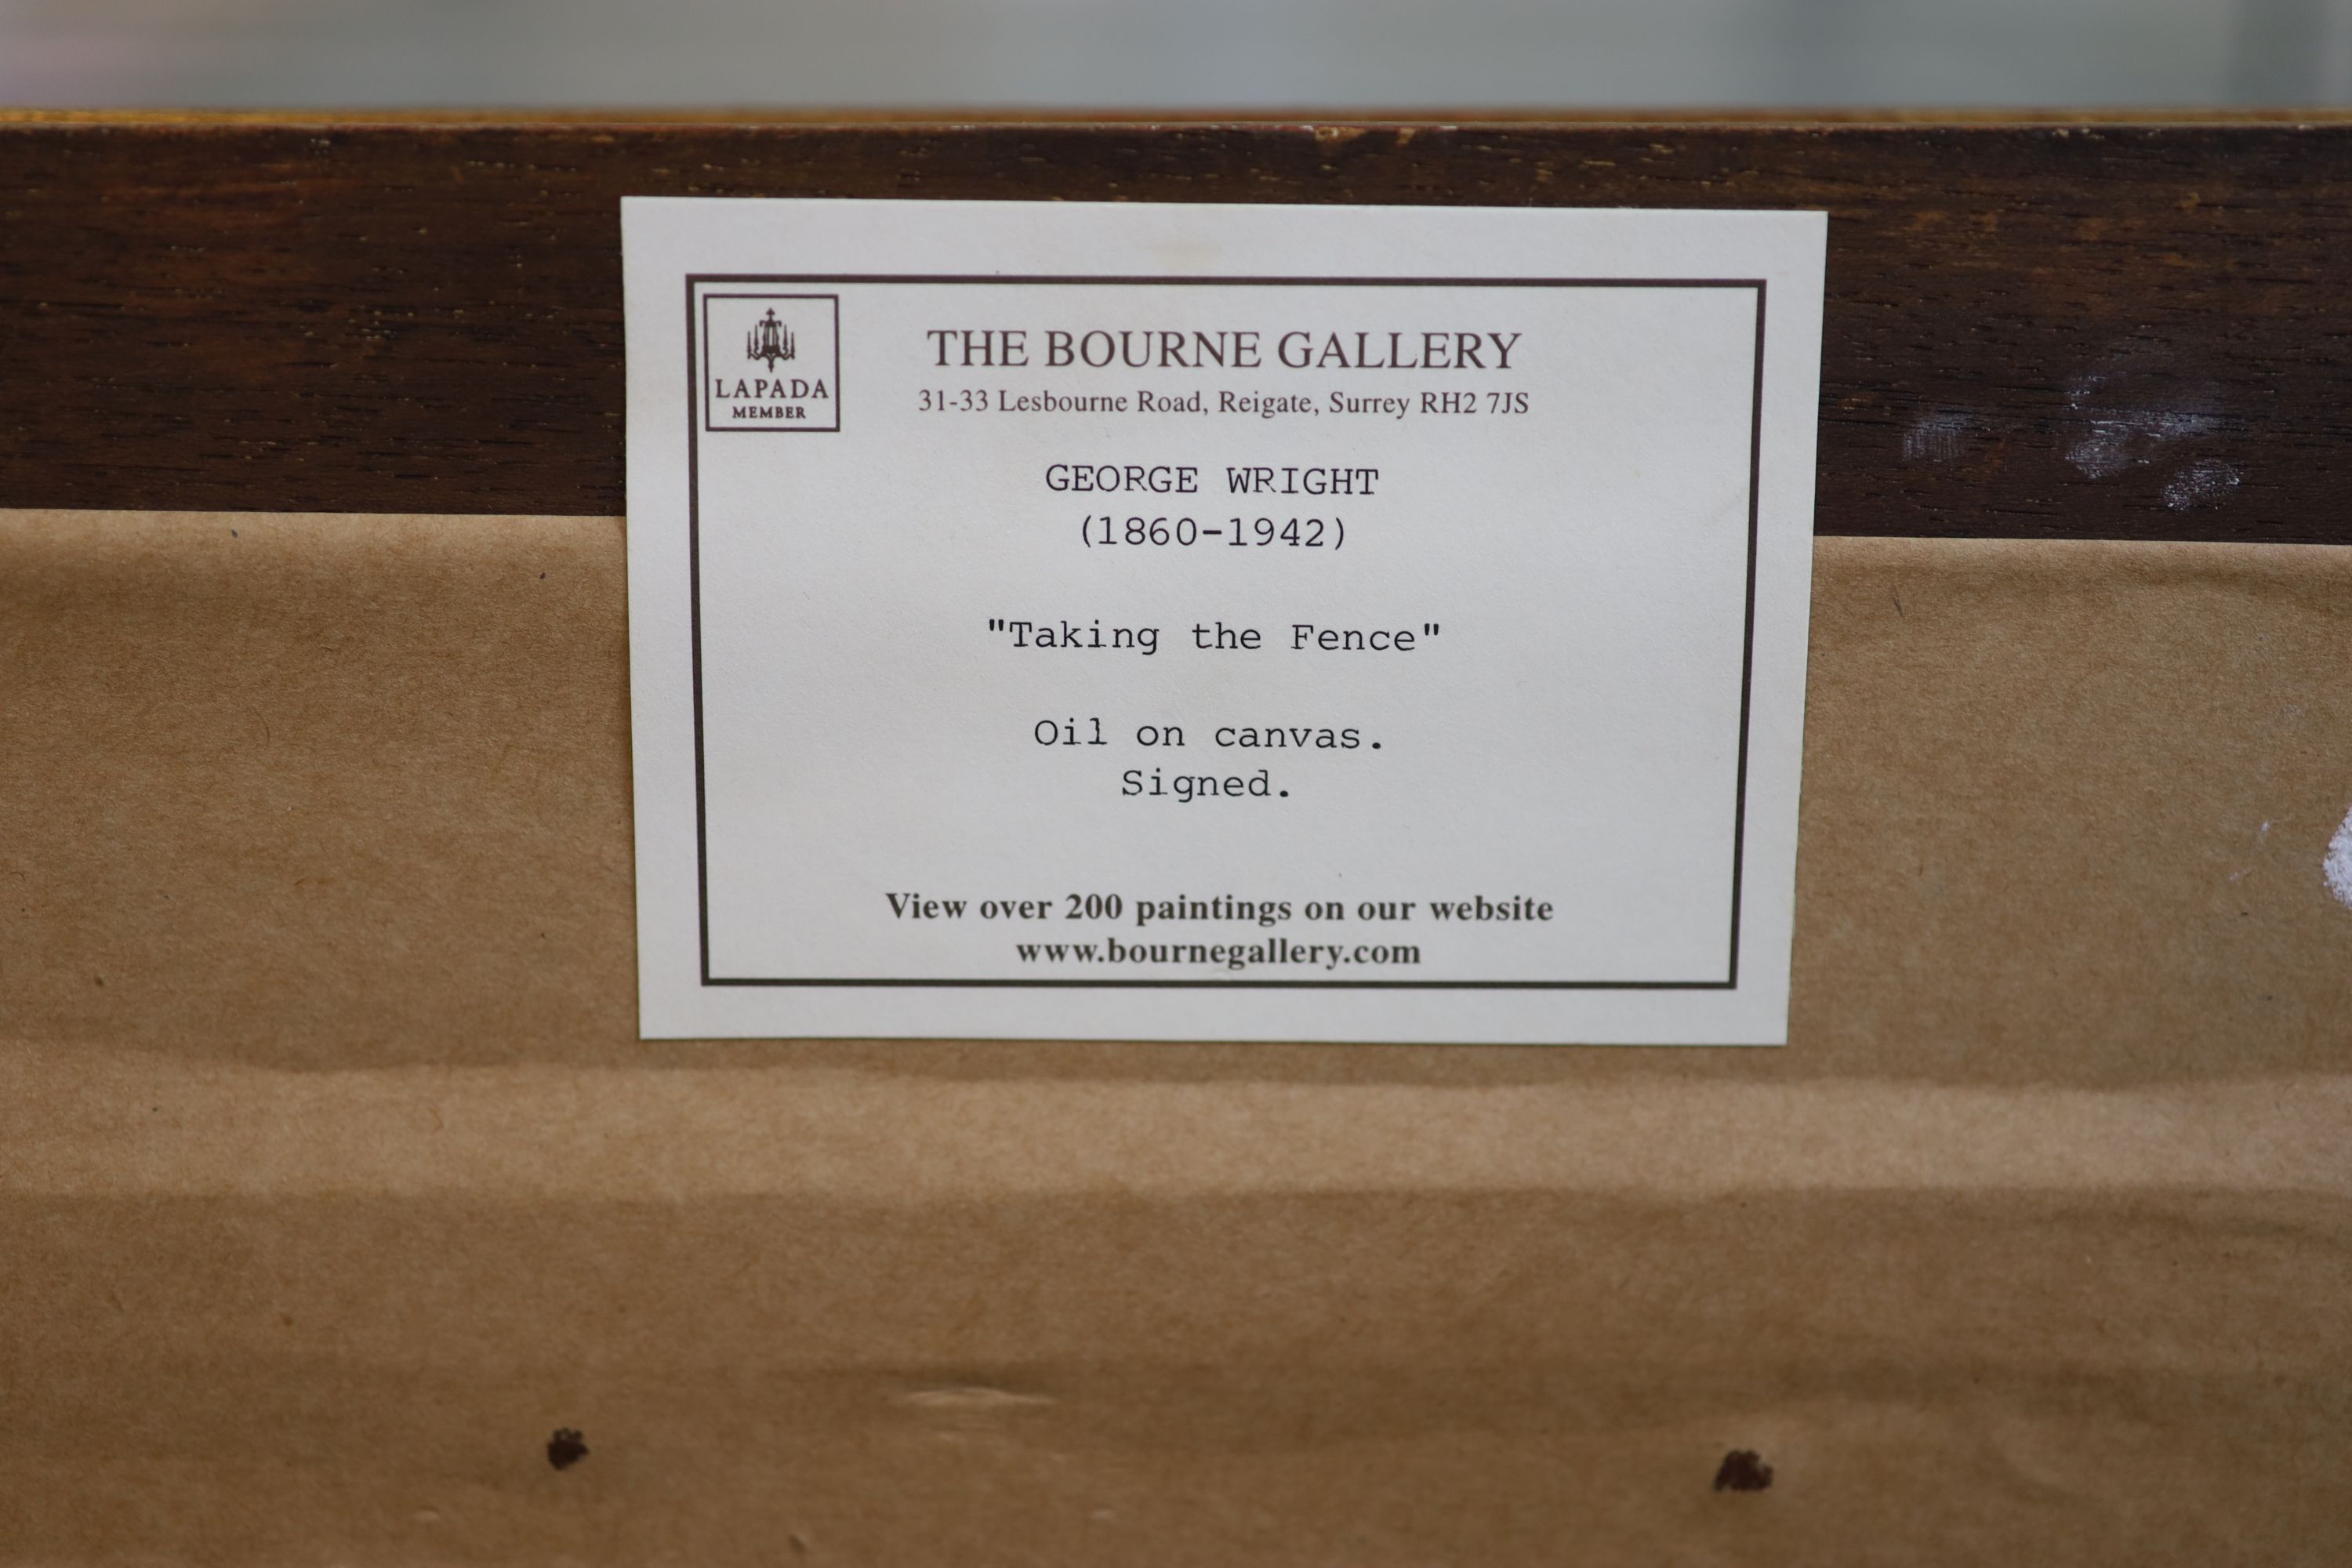 LAPADA
MEMBER
THE BOURNE GALLERY
31-33 Lesbourne Road, Reigate, Surrey RH2 7JS
GEORGE WRIGHT
(1860-1942)
"Taking the Fence"
Oil on canvas.
Signed.
View over 200 paintings on our website
www.bournegallery.com